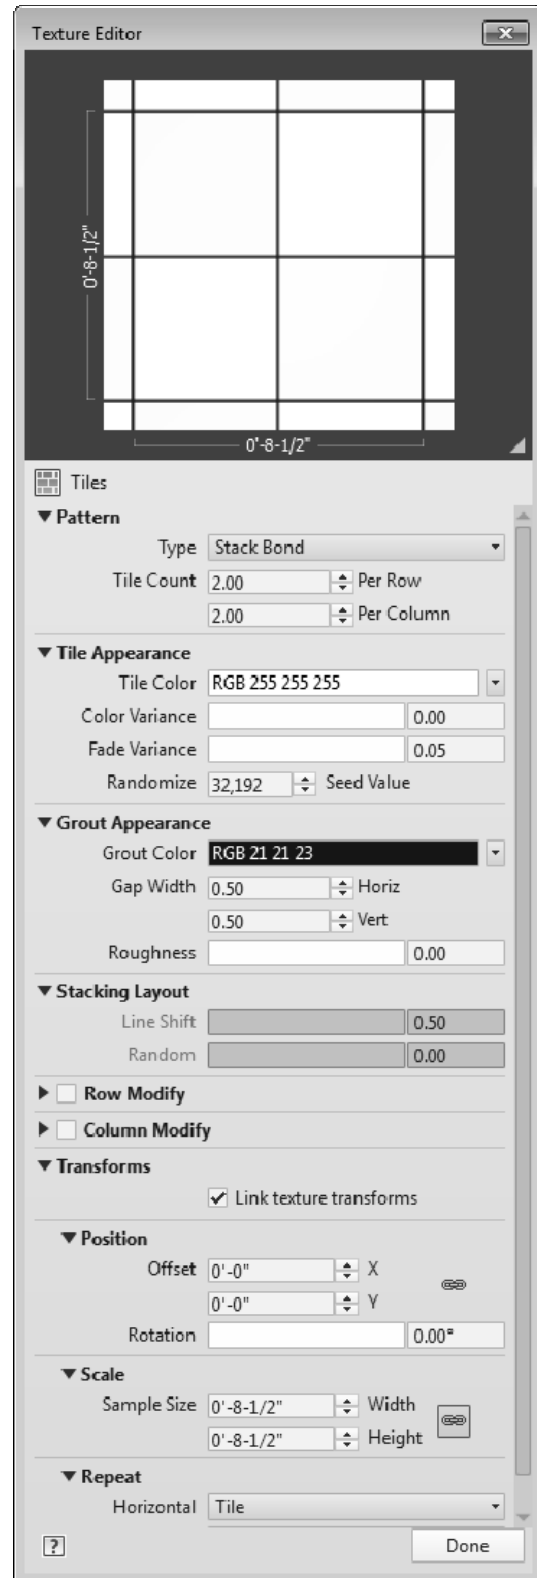 Texture Editor
0'-8-1/2"
0"-8-1/2"
Tiles
Pattern
Type Stack Bond
Tile Count 2.00 Per Row
2.00 Per Column
Tile Appearance
Tile Color RGB 255 255 255
Color Variance 0.00
Fade Variance 0.05
Randomize 32,192 Seed Value
Grout Appearance
Grout Color RGB 21 21 23
Gap Width 0.50 Horiz
0.50 Vert
Roughness 0.00
Stacking Layout
Line Shift 0.50
Random 0.00
Row Modify
Column Modify
Transforms
Link texture transforms
Position
Offset 0'-0" X
0'-0" Y
Rotation 0.00°
Scale
Sample Size 0'-8-1/2" Width
0'-8-1/2" Height
Repeat
Horizontal Tile
? Done